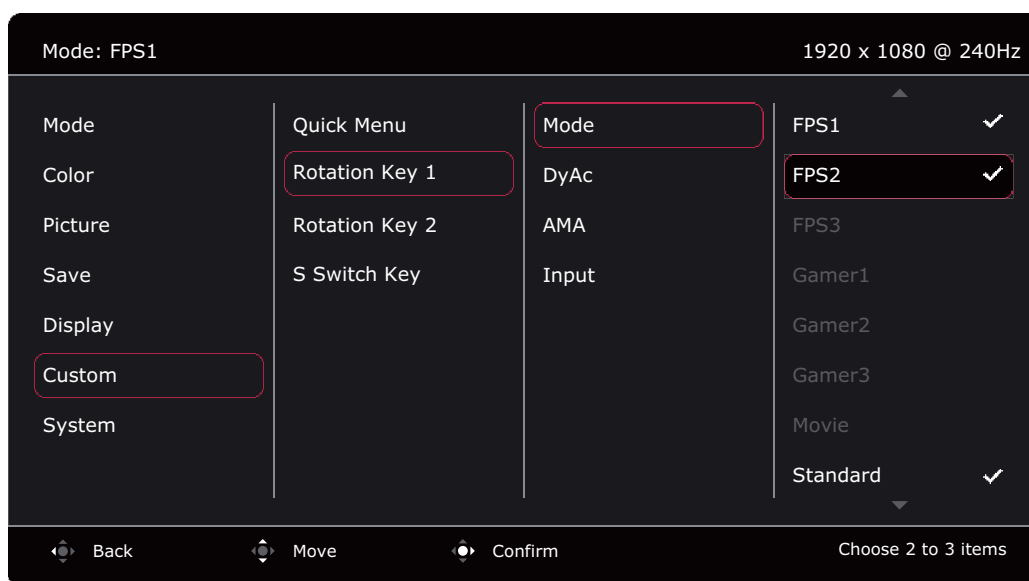 Mode: FPS1
1920 x 1080 @ 240Hz
Mode
Color
Picture
Save
Display
Custom
System
Quick Menu
Rotation Key 1
Rotation Key 2
S Switch Key
Mode
DyAc
AMA
Input
FPS1
FPS2
FPS3
Gamer1
Gamer2
Gamer3
Movie
Standard
Back
Move
Confirm
Choose 2 to 3 items